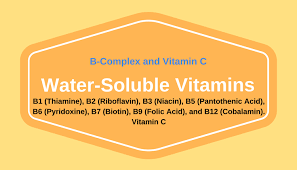 B-Complex and Vitamin C
Water-Soluble Vitamins
B1 (Thiamine), B2 (Riboflavin), B3 (Niacin), B5 (Pantothenic Acid),
B6 (Pyridoxine), B7 (Biotin), B9 (Folic Acid), and B12 (Cobalamin),
Vitamin C